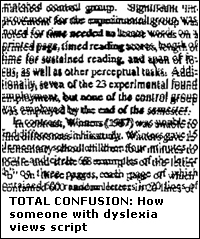 matched control group. Significant im-
provement for the experimental group was
noted for time needed to locate words on a
printed page, timed reading scores, length of
time for sustained reading, and span of fo-
cus, as well as other perceptual tasks. Addi-
tionally, seven of the 23 experimental found
employment, but none of the control group
was employed by the end of the semester.
In contrast, Winters (1987) was unable to
find differences in his study. Winters gave 15
elementary school children four minutes to
locate and circle 68 examples of the letter
"b" on three pages, each page of which
contained 600 random letters in 20 lines of
TOTAL CONFUSION: How
someone with dyslexia
views script